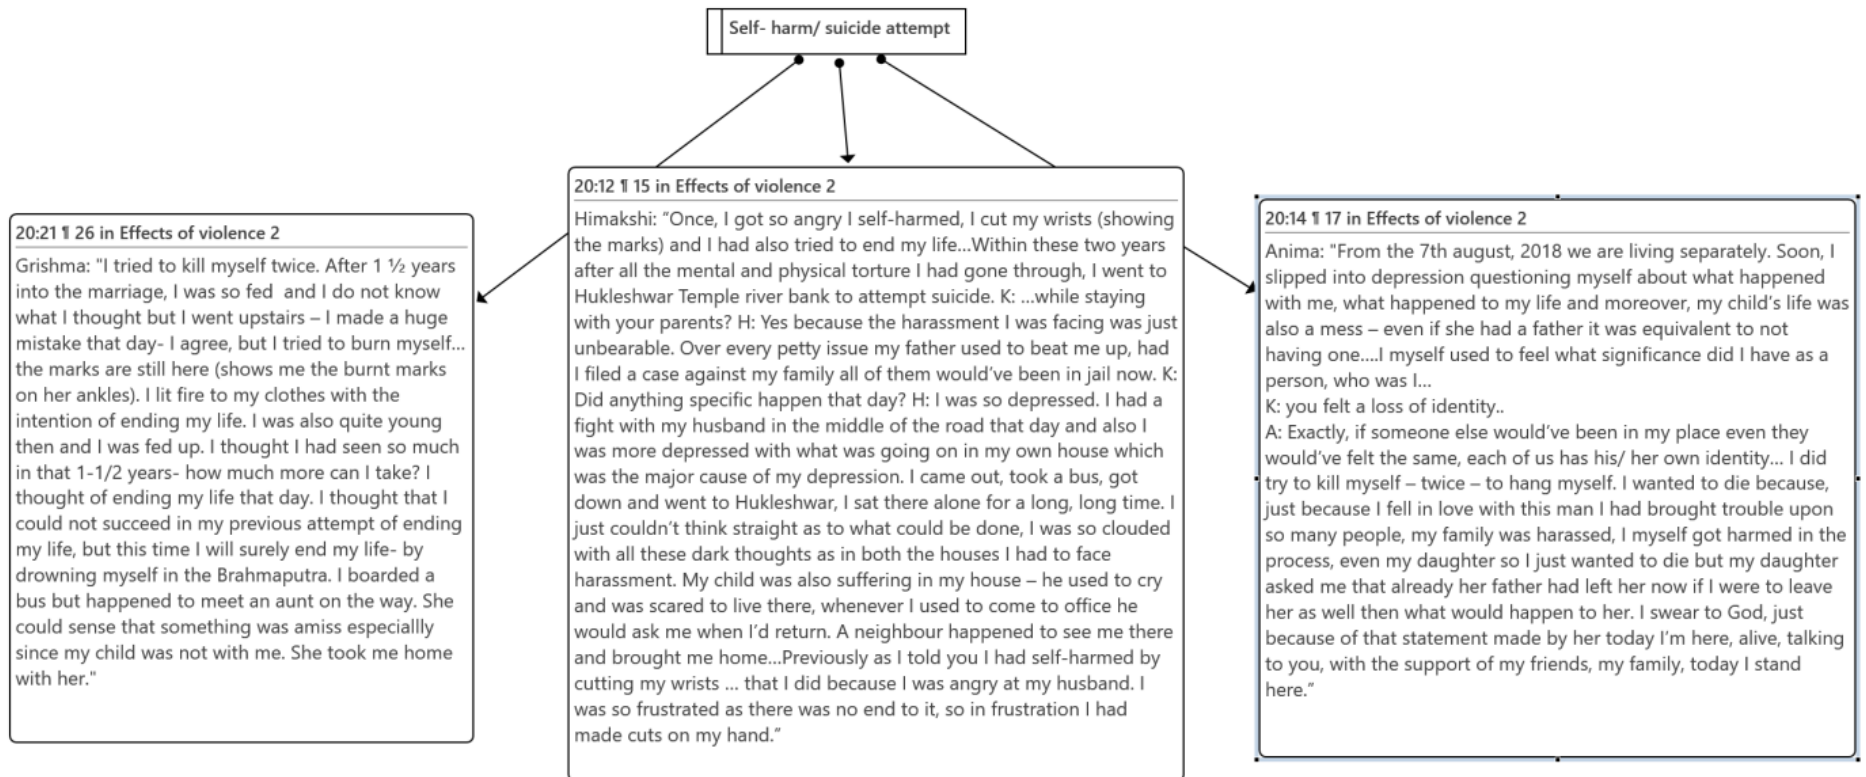 Self- harm/ suicide attempt
20:21 ¶ 26 in Effects of violence 2
Grishma: "I tried to kill myself twice. After 1 ½ years
into the marriage, I was so fed  and I do not know
what I thought but I went upstairs – I made a huge
mistake that day- I agree, but I tried to burn myself...
the marks are still here (shows me the burnt marks
on her ankles). I lit fire to my clothes with the
intention of ending my life. I was also quite young
then and I was fed up. I thought I had seen so much
in that 1-1/2 years- how much more can I take? I
thought of ending my life that day. I thought that I
could not succeed in my previous attempt of ending
my life, but this time I will surely end my life- by
drowning myself in the Brahmaputra. I boarded a
bus but happened to meet an aunt on the way. She
could sense that something was amiss especiallly
since my child was not with me. She took me home
with her."
20:12 ¶ 15 in Effects of violence 2
Himakshi: “Once, I got so angry I self-harmed, I cut my wrists (showing
the marks) and I had also tried to end my life...Within these two years
after all the mental and physical torture I had gone through, I went to
Hukleshwar Temple river bank to attempt suicide. K: ...while staying
with your parents? H: Yes because the harassment I was facing was just
unbearable. Over every petty issue my father used to beat me up, had
I filed a case against my family all of them would’ve been in jail now. K:
Did anything specific happen that day? H: I was so depressed. I had a
fight with my husband in the middle of the road that day and also I
was more depressed with what was going on in my own house which
was the major cause of my depression. I came out, took a bus, got
down and went to Hukleshwar, I sat there alone for a long, long time. I
just couldn’t think straight as to what could be done, I was so clouded
with all these dark thoughts as in both the houses I had to face
harassment. My child was also suffering in my house – he used to cry
and was scared to live there, whenever I used to come to office he
would ask me when I’d return. A neighbour happened to see me there
and brought me home...Previously as I told you I had self-harmed by
cutting my wrists ... that I did because I was angry at my husband. I
was so frustrated as there was no end to it, so in frustration I had
made cuts on my hand.”
20:14 ¶ 17 in Effects of violence 2
Anima: "From the 7th august, 2018 we are living separately. Soon, I
slipped into depression questioning myself about what happened
with me, what happened to my life and moreover, my child’s life was
also a mess – even if she had a father it was equivalent to not
having one....I myself used to feel what significance did I have as a
person, who was I...
K: you felt a loss of identity..
A: Exactly, if someone else would’ve been in my place even they
would’ve felt the same, each of us has his/ her own identity... I did
try to kill myself – twice – to hang myself. I wanted to die because,
just because I fell in love with this man I had brought trouble upon
so many people, my family was harassed, I myself got harmed in the
process, even my daughter so I just wanted to die but my daughter
asked me that already her father had left her now if I were to leave
her as well then what would happen to her. I swear to God, just
because of that statement made by her today I’m here, alive, talking
to you, with the support of my friends, my family, today I stand
here.”